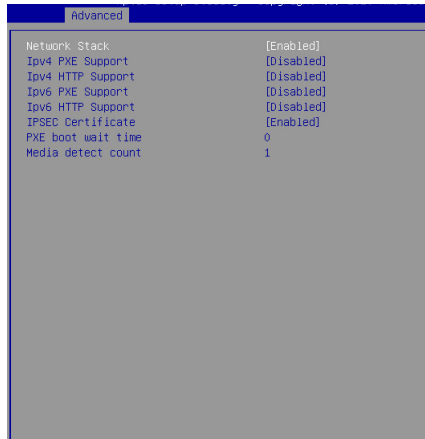 Advanced
Network Stack [Enabled]
Ipv4 PXE Support [Disabled]
Ipv4 HTTP Support [Disabled]
Ipv6 PXE Support [Disabled]
Ipv6 HTTP Support [Disabled]
IPSEC Certificate [Enabled]
PXE boot wait time 0
Media detect count 1